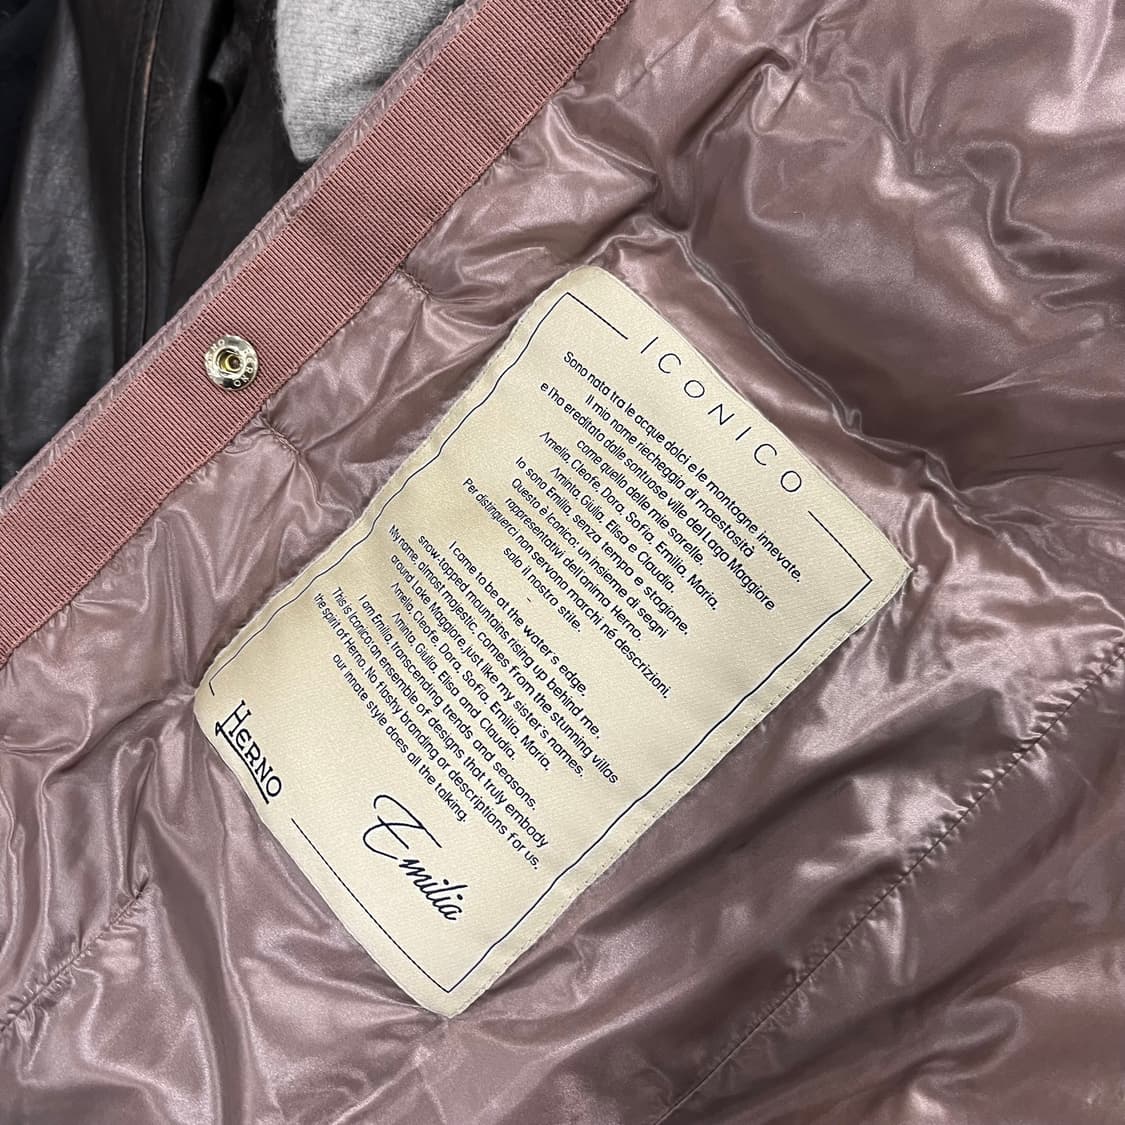 ICONICO
Sono nata tra le acque dolci e le montagne innevate.
Il mio nome riecheggia di maestosità
e l'ho ereditato dalle sontuose ville del Lago Maggiore
come quello delle mie sorelle.
Amelia, Cleofe, Dora, Sofia, Emilia, Maria,
Aminta, Giulia, Elisa e Claudia.
Io sono Emilia, senza tempo e stagione.
Questo è Iconico: un insieme di segni
rappresentativi dell'anima Herno.
Per distinguerci non servono marchi né descrizioni,
solo il nostro stile.
I come to be at the water's edge,
snow-topped mountains rising up behind me.
My name, almost majestic, comes from the stunning villas
around Lake Maggiore, just like my sister's names.
Amelia, Cleofe, Dora, Sofia, Emilia, Maria,
Aminta, Giulia, Elisa and Claudia.
I am Emilia, transcending trends and seasons.
This is Iconico: an ensemble of designs that truly embody
the spirit of Herno. No flashy branding or descriptions for us,
our innate style does all the talking.
HERNO
Emilia